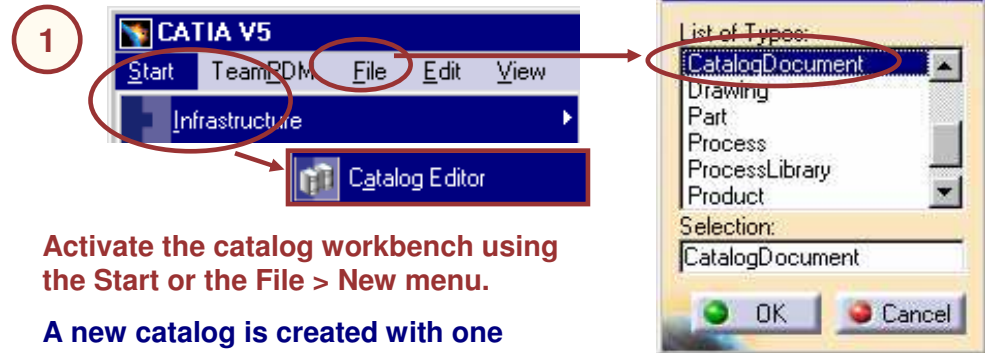 1
CATIA V5
Start TeamPDM File Edit View
Infrastructure
Catalog Editor
Activate the catalog workbench using
the Start or the File > New menu.
A new catalog is created with one
List of Types:
CatalogDocument
Drawing
Part
Process
ProcessLibrary
Product
Selection:
CatalogDocument
OK Cancel